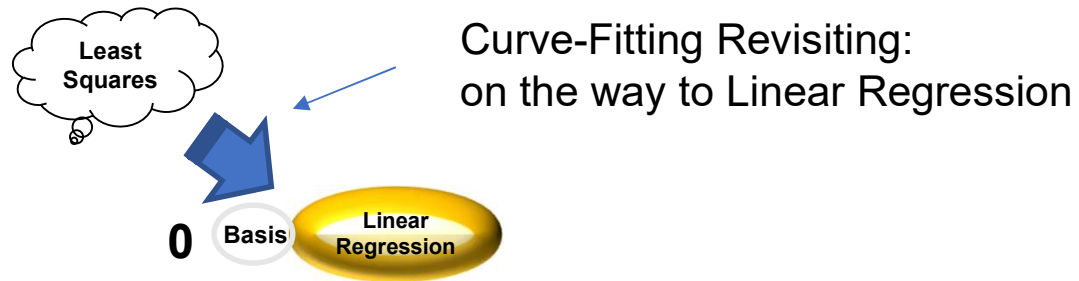 Least
Squares
Curve-Fitting Revisiting:
on the way to Linear Regression
0
Basis
Linear
Regression